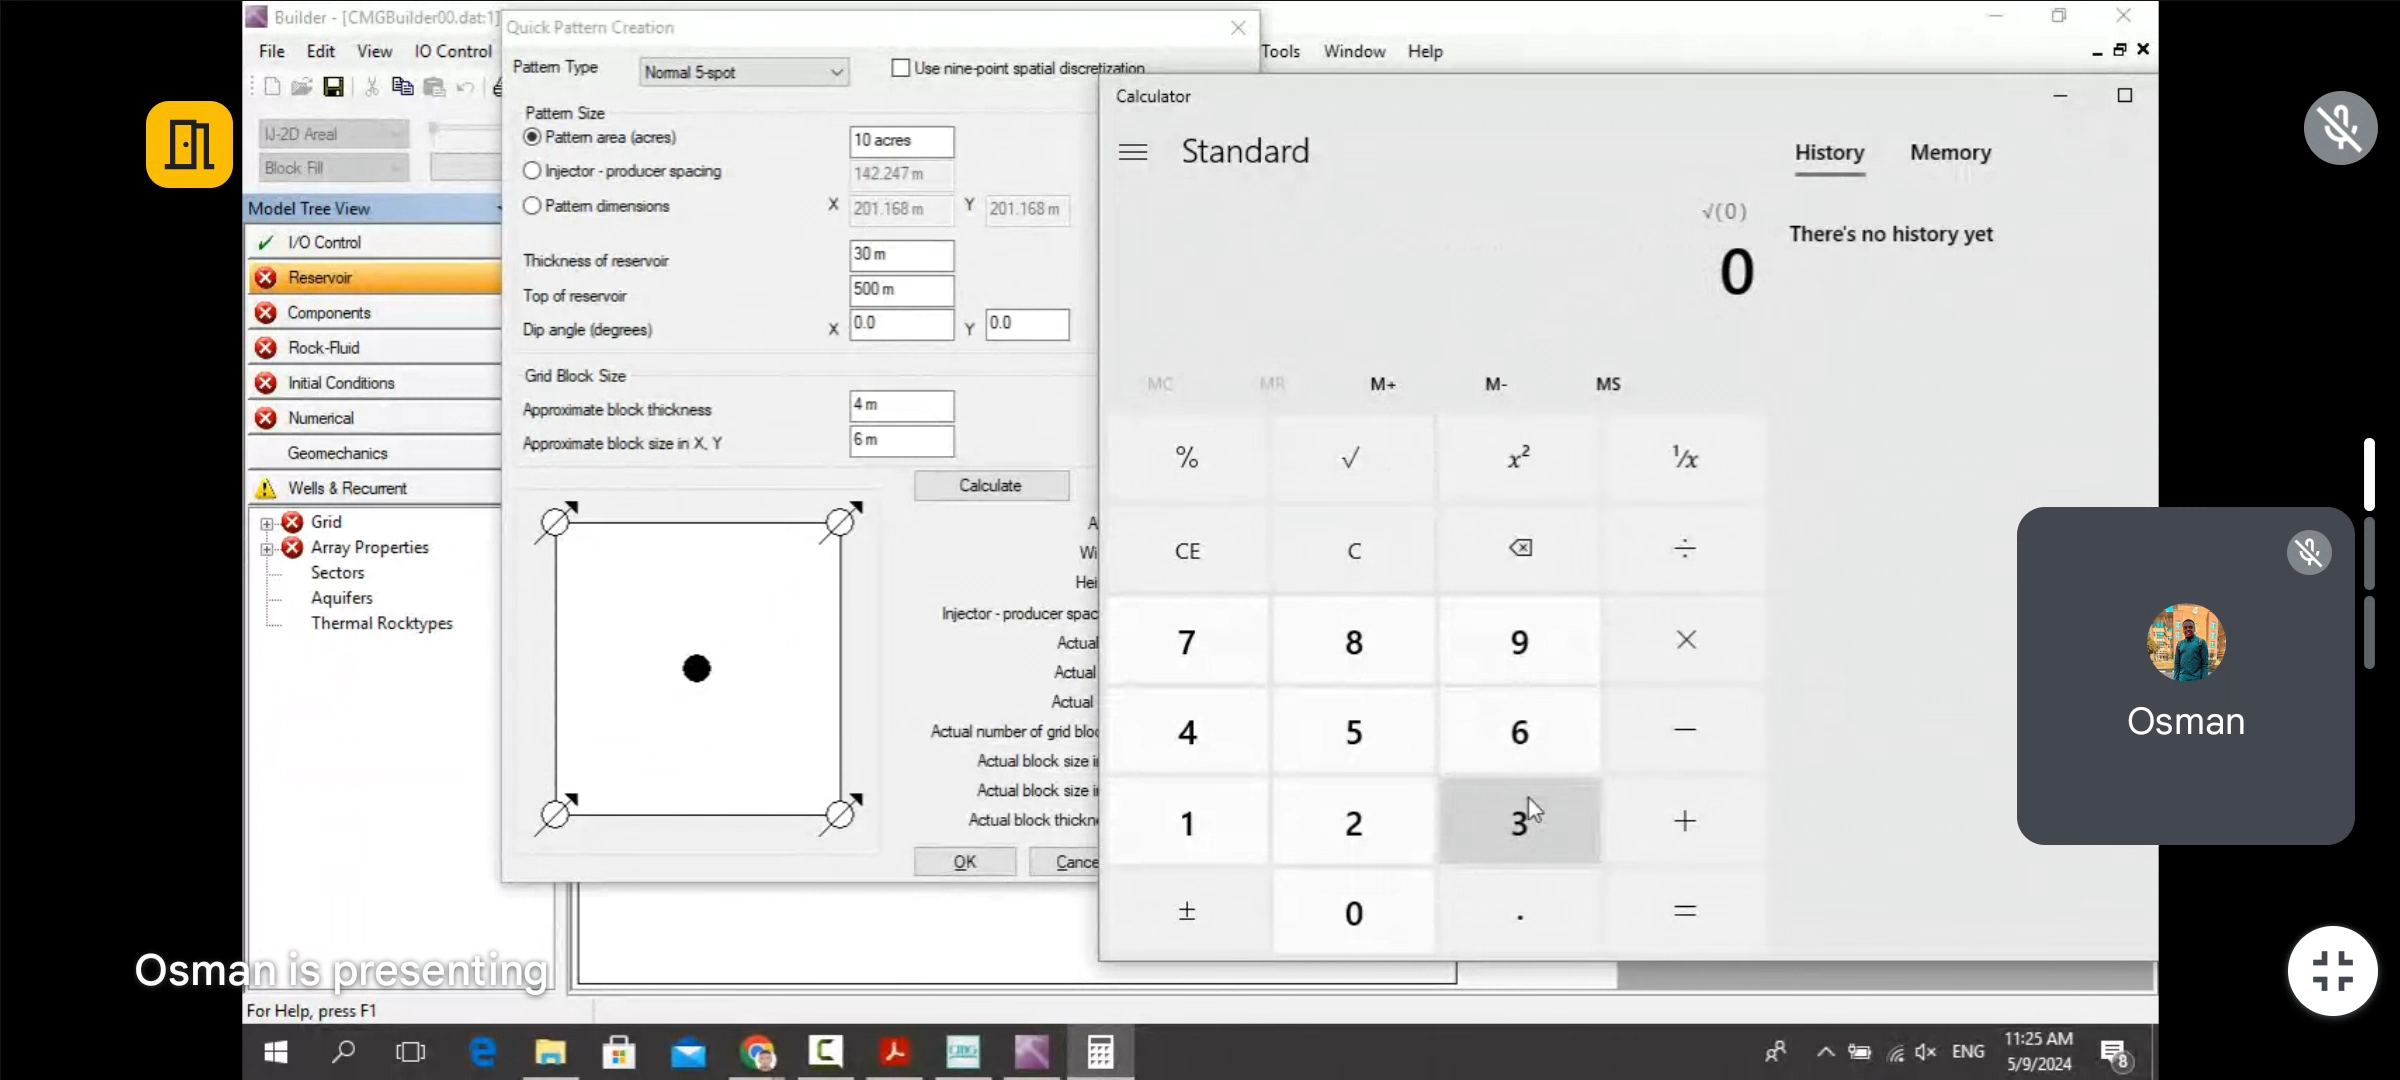 Builder - [CMGBuilder00.dat:1]
File Edit View IO Control
Tools Window Help
IJ-2D Areal
Block Fill
Model Tree View
I/O Control
Reservoir
Components
Rock-Fluid
Initial Conditions
Numerical
Geomechanics
Wells & Recurrent
Grid
Array Properties
Sectors
Aquifers
Thermal Rocktypes
For Help, press F1
Quick Pattern Creation
Pattern Type
Normal 5-spot
Use nine-point spatial discretization
Pattern Size
Pattern area (acres)
10 acres
Injector - producer spacing
142.247 m
Pattern dimensions
X 201.168 m Y 201.168 m
Thickness of reservoir
30 m
Top of reservoir
500 m
Dip angle (degrees)
X 0.0 Y 0.0
Grid Block Size
Approximate block thickness
4 m
Approximate block size in X, Y
6 m
Calculate
A
Wi
Hei
Injector - producer spac
Actual
Actual
Actual
Actual number of grid bloc
Actual block size i
Actual block size i
Actual block thickn
OK Cance
Calculator
Standard
√(0)
0
History Memory
There's no history yet
MC MR M+ M- MS
% √ x² ¹/x
CE C ÷
7 8 9 ×
4 5 6 −
1 2 3 +
± 0 . =
Osman
Osman is presenting
ENG
11:25 AM
5/9/2024
8
CMG